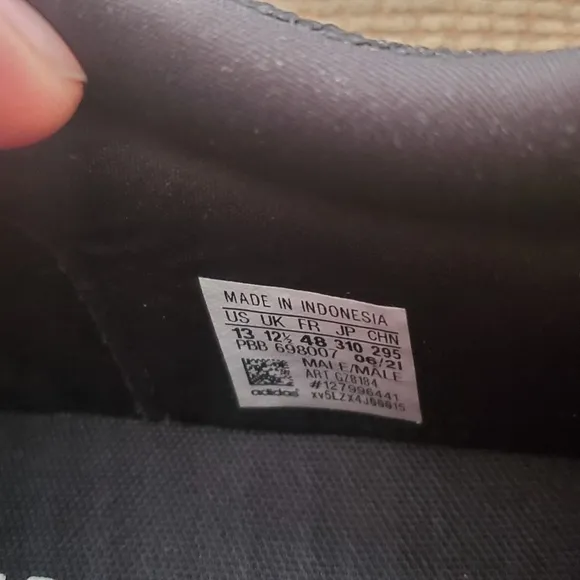 MADE IN INDONESIA
US UK FR JP CHN
13 12½ 48 310 295
PBB 698007 06/21
MALE/MALE
ART GZ8184
#127996441
adidas